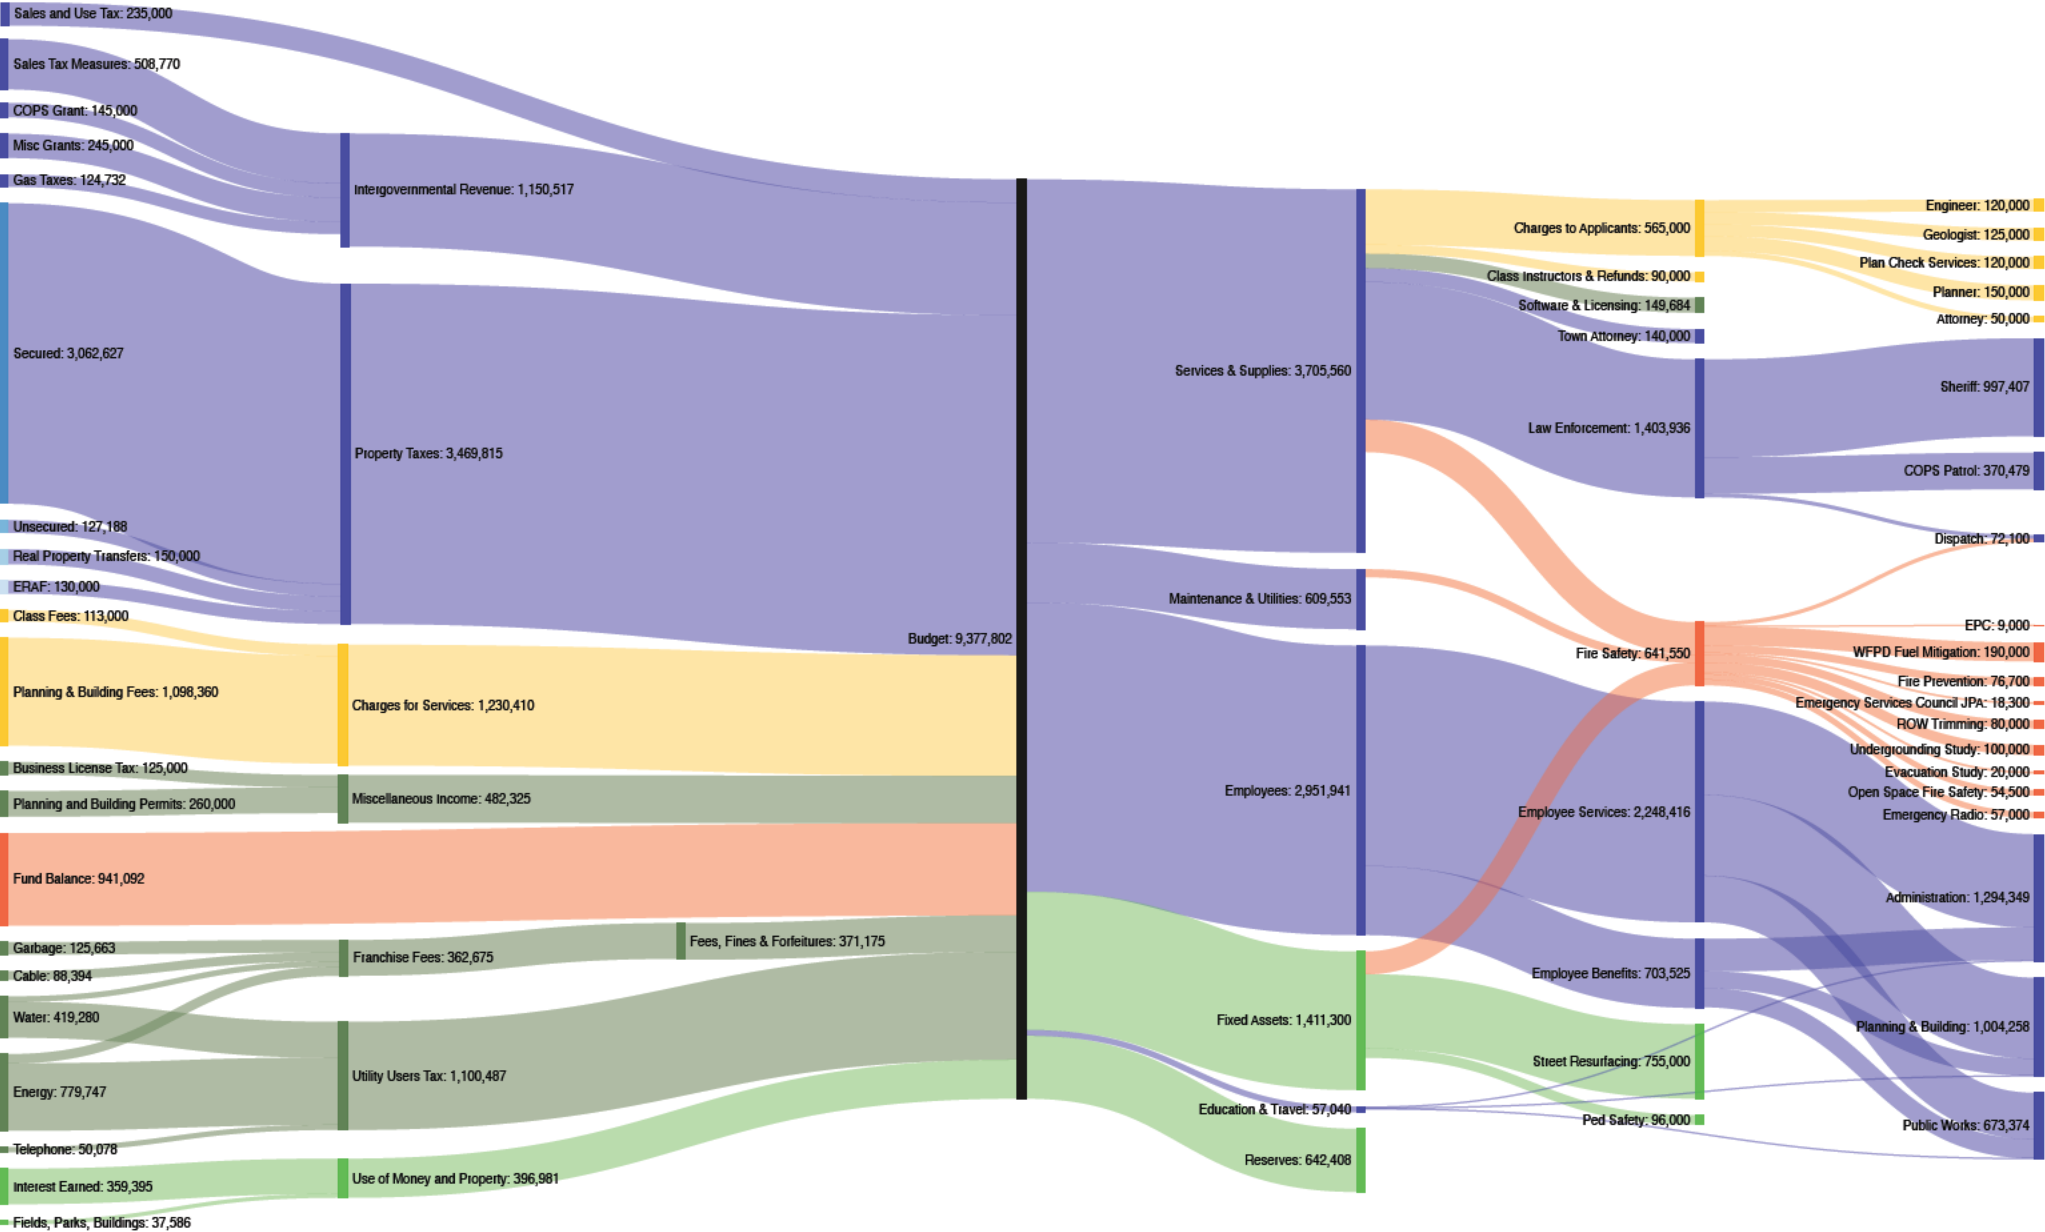 Sales and Use Tax: 235,000
Sales Tax Measures: 508,770
COPS Grant: 145,000
Misc Grants: 245,000
Gas Taxes: 124,732
Secured: 3,062,627
Unsecured: 127,188
Real Property Transfers: 150,000
ERAF: 130,000
Class Fees: 113,000
Planning & Building Fees: 1,098,360
Business License Tax: 125,000
Planning and Building Permits: 260,000
Fund Balance: 941,092
Garbage: 125,663
Cable: 88,394
Water: 419,280
Energy: 779,747
Telephone: 50,078
Interest Earned: 359,395
Fields, Parks, Buildings: 37,586
Intergovernmental Revenue: 1,150,517
Property Taxes: 3,469,815
Charges for Services: 1,230,410
Miscellaneous Income: 482,325
Franchise Fees: 362,675
Utility Users Tax: 1,100,487
Use of Money and Property: 396,981
Fees, Fines & Forfeitures: 371,175
Budget: 9,377,802
Services & Supplies: 3,705,560
Maintenance & Utilities: 609,553
Employees: 2,951,941
Fixed Assets: 1,411,300
Education & Travel: 57,040
Reserves: 642,408
Charges to Applicants: 565,000
Class Instructors & Refunds: 90,000
Software & Licensing: 149,684
Town Attorney: 140,000
Law Enforcement: 1,403,936
Fire Safety: 641,550
Employee Services: 2,248,416
Employee Benefits: 703,525
Street Resurfacing: 755,000
Ped Safety: 96,000
Engineer: 120,000
Geologist: 125,000
Plan Check Services: 120,000
Planner: 150,000
Attorney: 50,000
Sheriff: 997,407
COPS Patrol: 370,479
Dispatch: 72,100
EPC: 9,000
WFPD Fuel Mitigation: 190,000
Fire Prevention: 76,700
Emergency Services Council JPA: 18,300
ROW Trimming: 80,000
Undergrounding Study: 100,000
Evacuation Study: 20,000
Open Space Fire Safety: 54,500
Emergency Radio: 57,000
Administration: 1,294,349
Planning & Building: 1,004,258
Public Works: 673,374